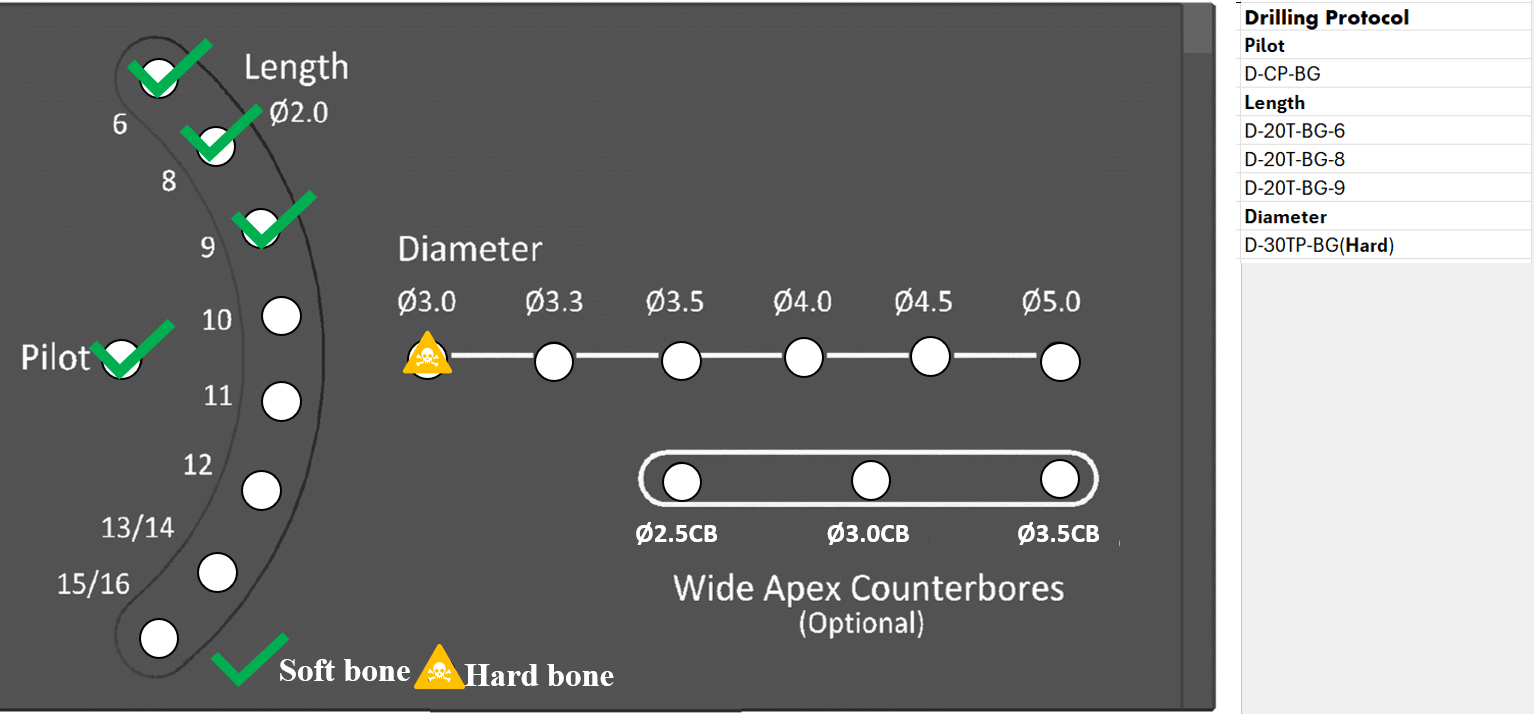 Length
Ø2.0
6
8
9
10
Pilot
11
12
13/14
15/16
Diameter
Ø3.0 Ø3.3 Ø3.5 Ø4.0 Ø4.5 Ø5.0
Ø2.5CB Ø3.0CB Ø3.5CB
Wide Apex Counterbores
(Optional)
Soft bone Hard bone
Drilling Protocol
Pilot
D-CP-BG
Length
D-20T-BG-6
D-20T-BG-8
D-20T-BG-9
Diameter
D-30TP-BG(Hard)